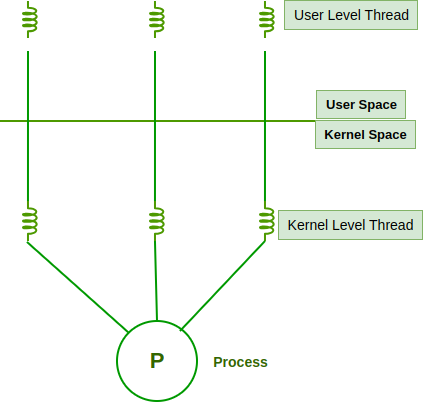 User Level Thread
User Space
Kernel Space
Kernel Level Thread
P
Process